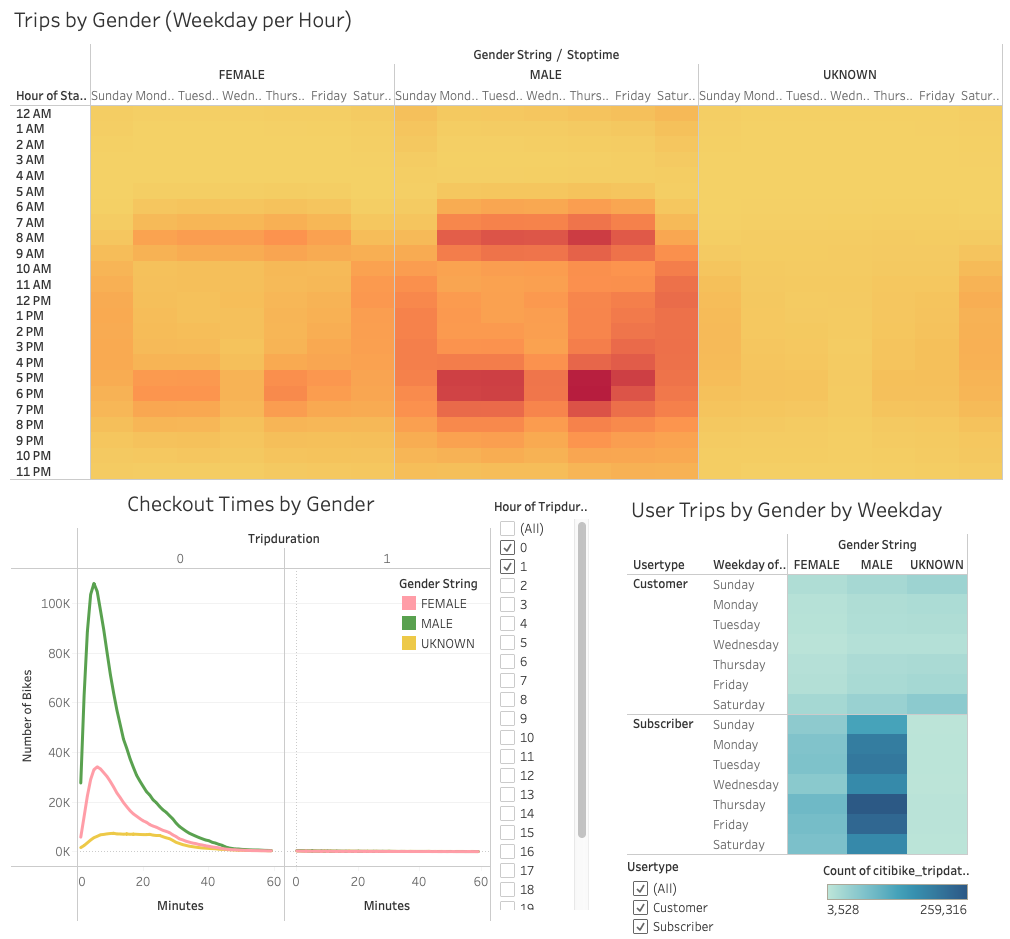 Trips by Gender (Weekday per Hour)
Gender String / Stoptime
FEMALE MALE UKNOWN
Hour of Sta.. Sunday Mond.. Tuesd.. Wedn.. Thurs.. Friday Satur.. Sunday Mond.. Tuesd.. Wedn.. Thurs.. Friday Satur.. Sunday Mond.. Tuesd.. Wedn.. Thurs.. Friday Satur..
12 AM
1 AM
2 AM
3 AM
4 AM
5 AM
6 AM
7 AM
8 AM
9 AM
10 AM
11 AM
12 PM
1 PM
2 PM
3 PM
4 PM
5 PM
6 PM
7 PM
8 PM
9 PM
10 PM
11 PM
Checkout Times by Gender
Tripduration
0 1
Gender String
FEMALE
MALE
UKNOWN
Number of Bikes
100K
80K
60K
40K
20K
0K
0 20 40 60 0 20 40 60
Minutes Minutes
Hour of Tripdur..
(All)
0
1
2
3
4
5
6
7
8
9
10
11
12
13
14
15
16
17
18
19
User Trips by Gender by Weekday
Gender String
Usertype Weekday of.. FEMALE MALE UKNOWN
Customer Sunday
Monday
Tuesday
Wednesday
Thursday
Friday
Saturday
Subscriber Sunday
Monday
Tuesday
Wednesday
Thursday
Friday
Saturday
Usertype
(All)
Customer
Subscriber
Count of citibike_tripdat..
3,528 259,316